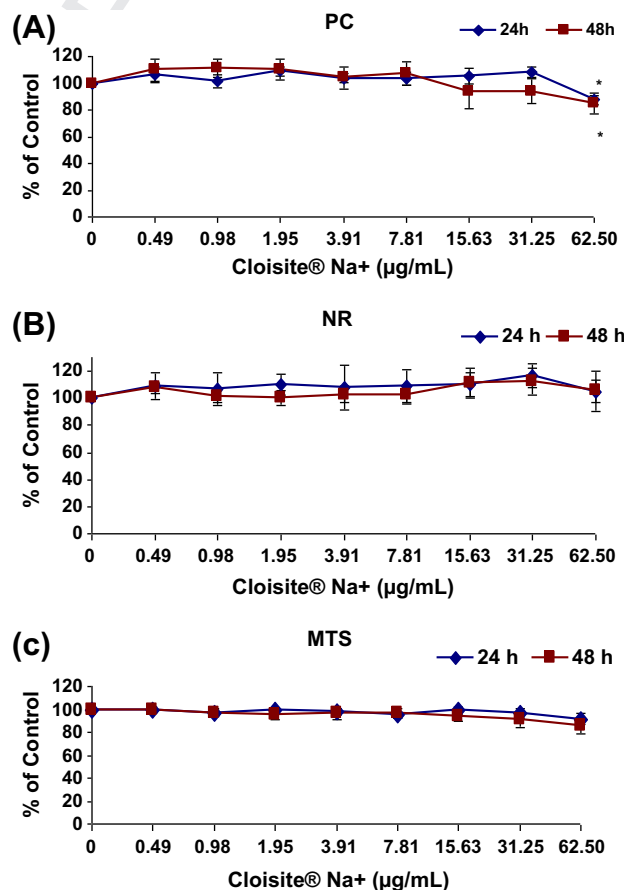 (A)
PC
24h 48h
120
100
80
60
40
20
0
% of Control
*
*
0 0.49 0.98 1.95 3.91 7.81 15.63 31.25 62.50
Cloisite® Na+ (µg/mL)
(B)
NR
24 h 48 h
120
100
80
60
40
20
0
% of Control
0 0.49 0.98 1.95 3.91 7.81 15.63 31.25 62.50
Cloisite® Na+ (µg/mL)
(c)
MTS
24 h 48 h
120
100
80
60
40
20
0
% of Control
0 0.49 0.98 1.95 3.91 7.81 15.63 31.25 62.50
Cloisite® Na+ (µg/mL)